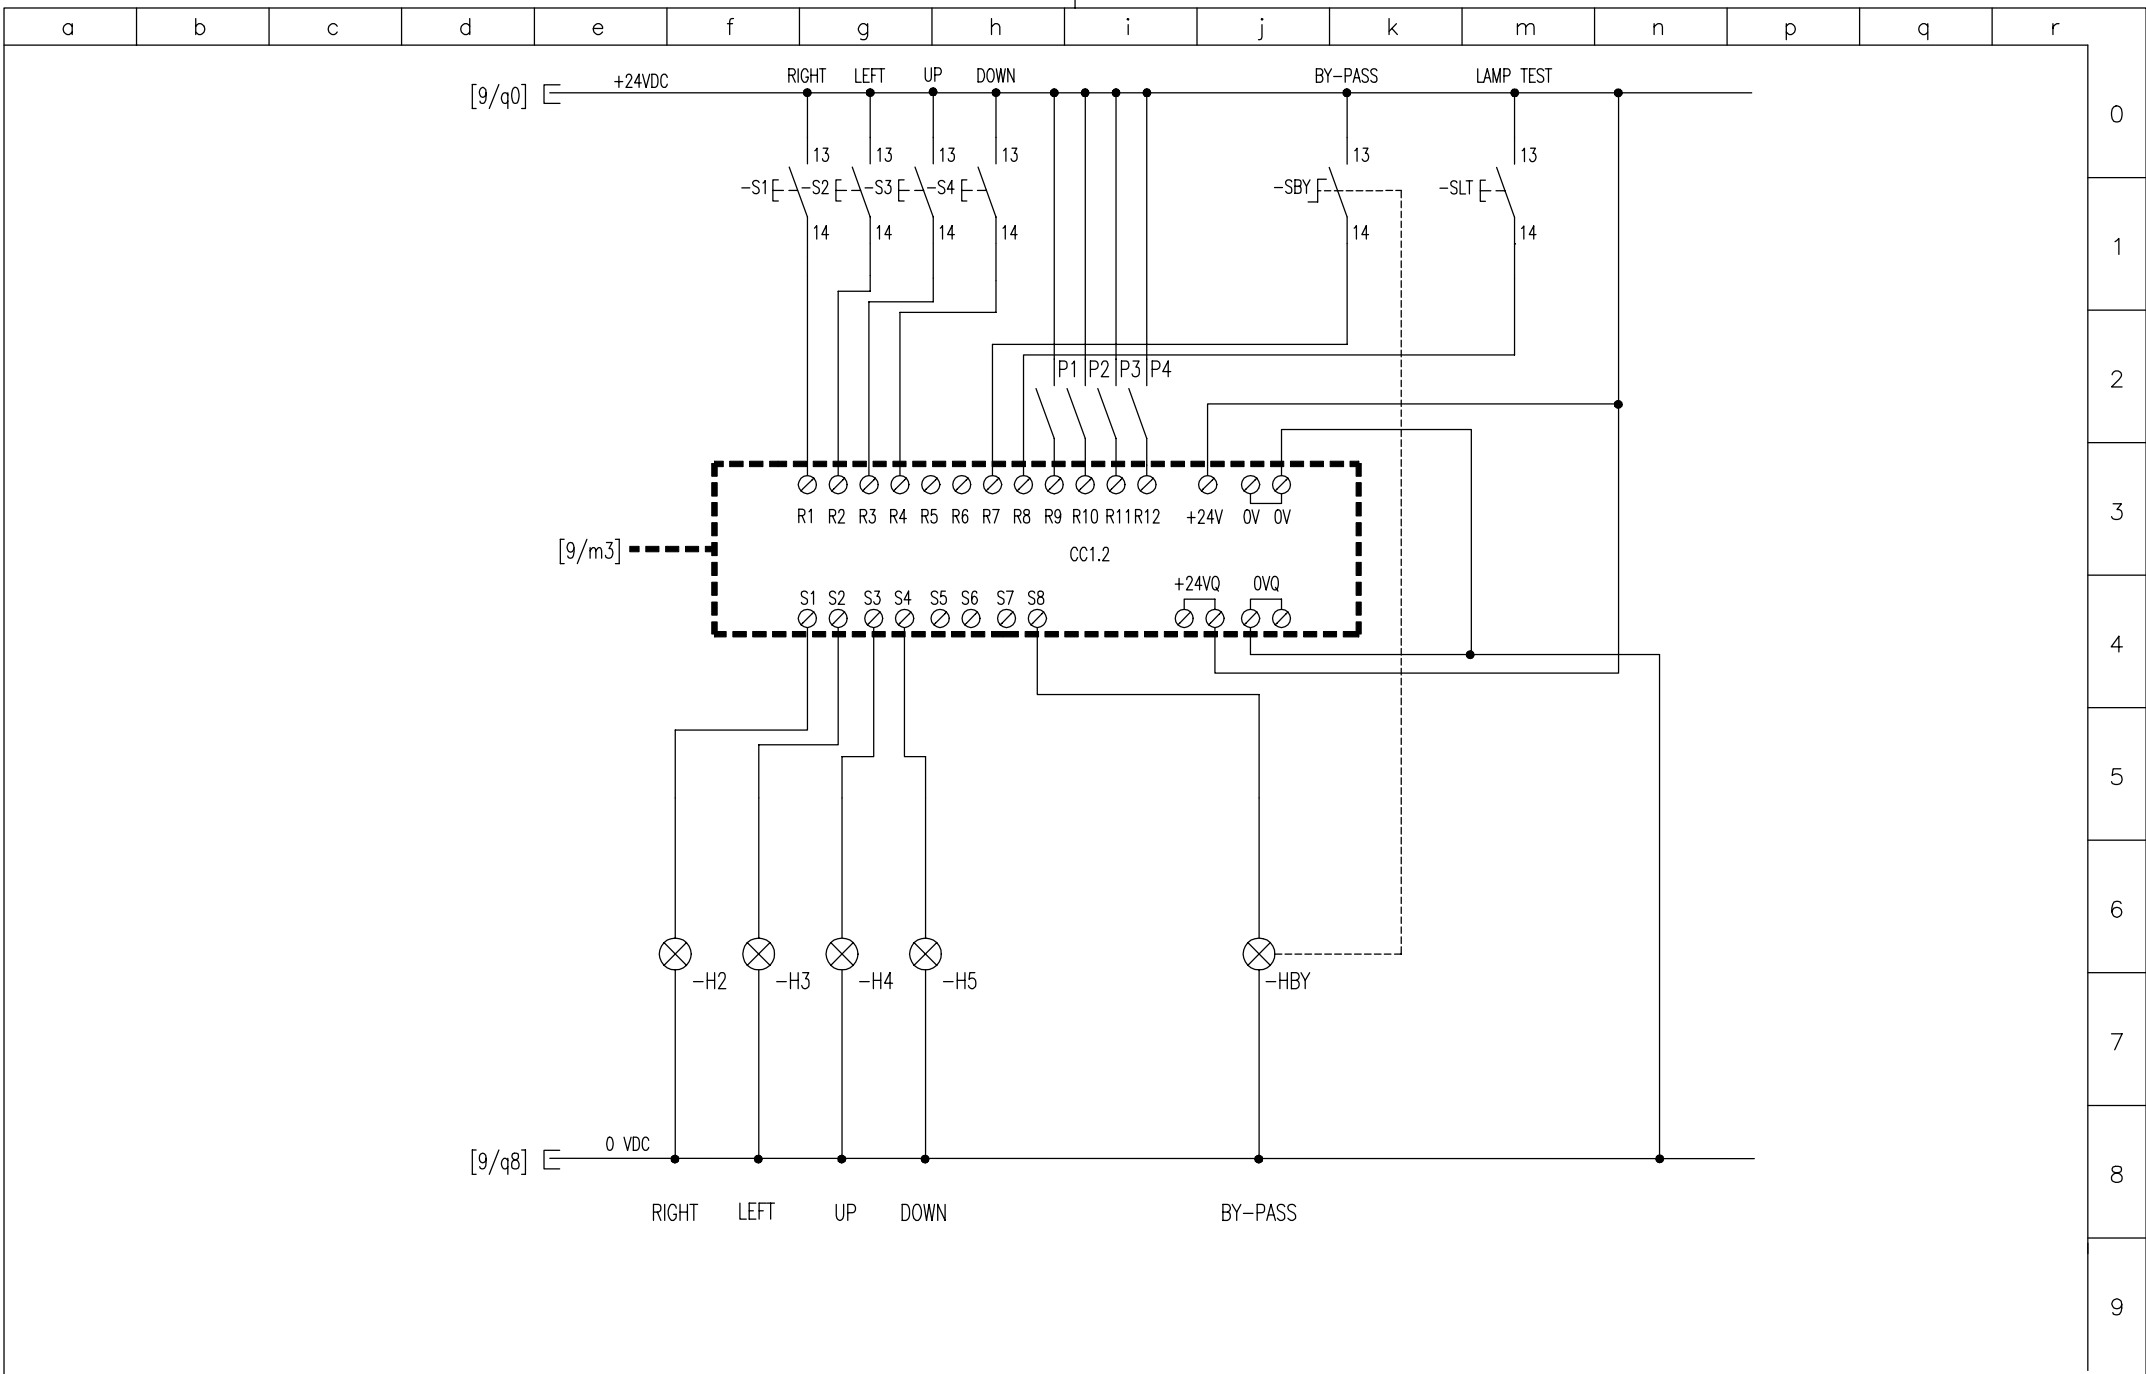 a b c d e f g h i j k m n p q r
[9/q0] +24VDC RIGHT LEFT UP DOWN BY-PASS LAMP TEST
0
13 13 13 13 13 13
-S1 -S2 -S3 -S4 -SBY -SLT
14 14 14 14 14 14
1
P1 P2 P3 P4
2
R1 R2 R3 R4 R5 R6 R7 R8 R9 R10 R11 R12 +24V 0V 0V
3
[9/m3] CC1.2
+24VQ 0VQ
S1 S2 S3 S4 S5 S6 S7 S8
4
5
6
-H2 -H3 -H4 -H5 -HBY
7
0 VDC
[9/q8]
8
RIGHT LEFT UP DOWN BY-PASS
9